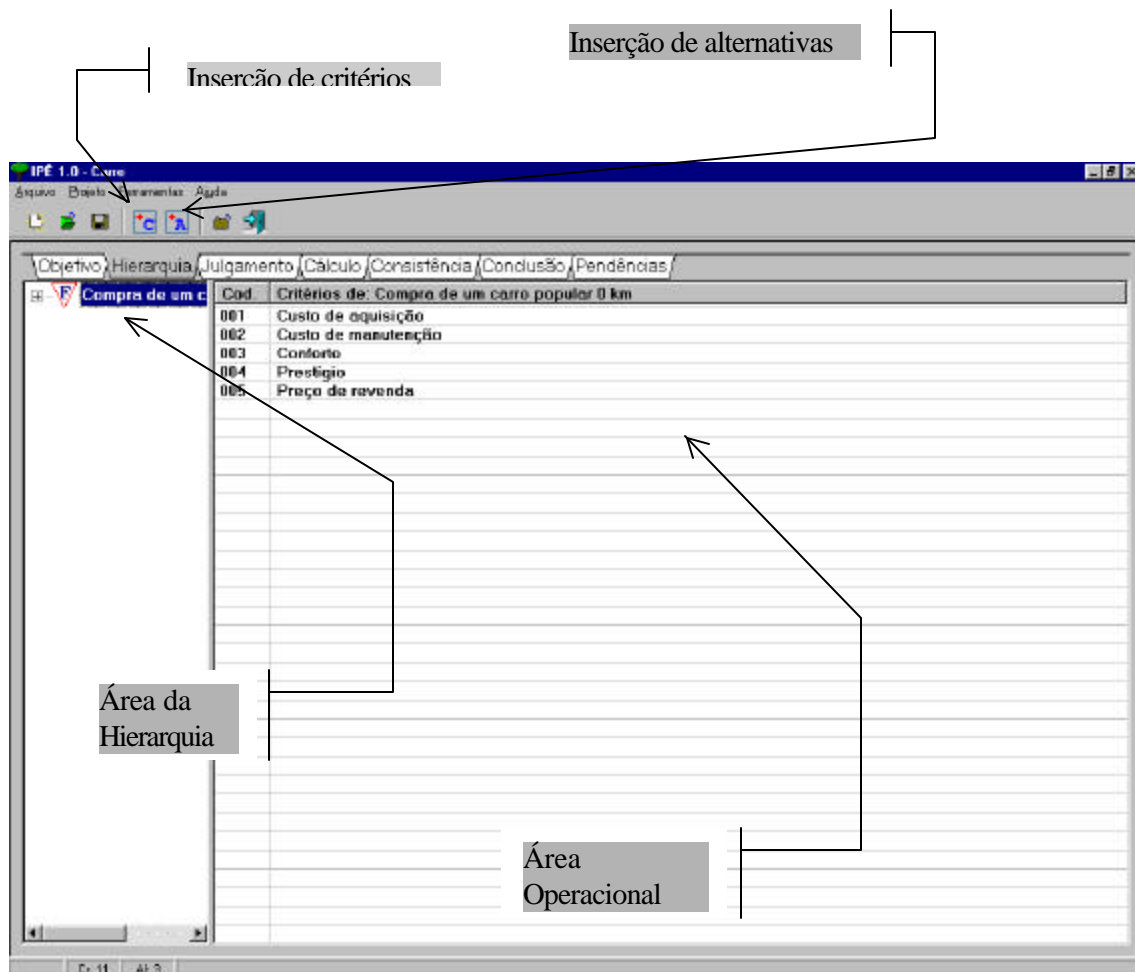 Inserção de alternativas
Inserção de critérios
IPÊ 1.0 - Carro
Arquivo Projeto Ferramentas Ajuda
+C +A
Objetivo Hierarquia Julgamento Cálculo Consistência Conclusão Pendências
F Compra de um c
Cod. Critérios de: Compra de um carro popular 0 km
001 Custo de aquisição
002 Custo de manutenção
003 Conforto
004 Prestígio
005 Preço de revenda
Área da
Hierarquia
Área
Operacional